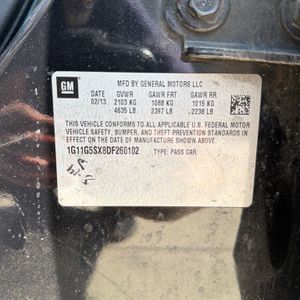 GM
MFD BY GENERAL MOTORS LLC
DATE GVWR GAWR FRT GAWR RR
02/13 2103 KG 1088 KG 1015 KG
4635 LB 2397 LB 2238 LB
THIS VEHICLE CONFORMS TO ALL APPLICABLE U.S. FEDERAL MOTOR
VEHICLE SAFETY, BUMPER, AND THEFT PREVENTION STANDARDS IN
EFFECT ON THE DATE OF MANUFACTURE SHOWN ABOVE.
1G11G5SX8DF260102 TYPE: PASS CAR